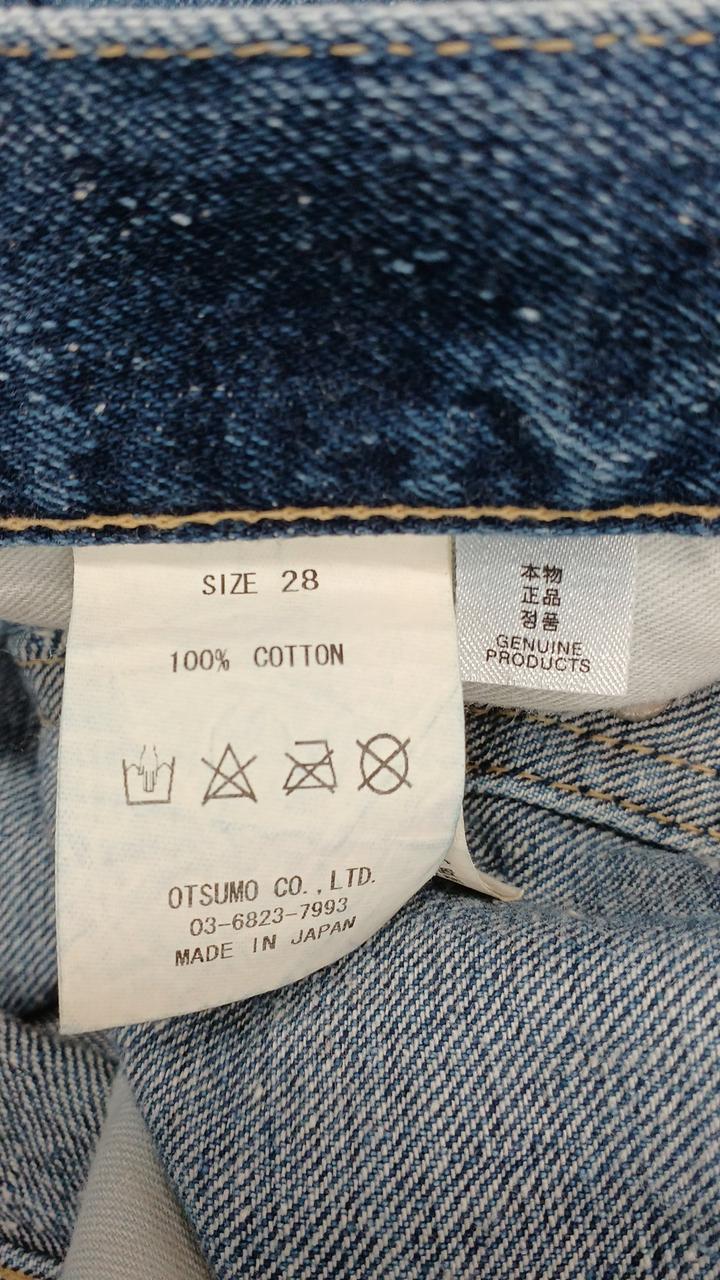 SIZE 28
100% COTTON
OTSUMO CO.,LTD.
03-6823-7993
MADE IN JAPAN
本物
正品
정품
GENUINE
PRODUCTS